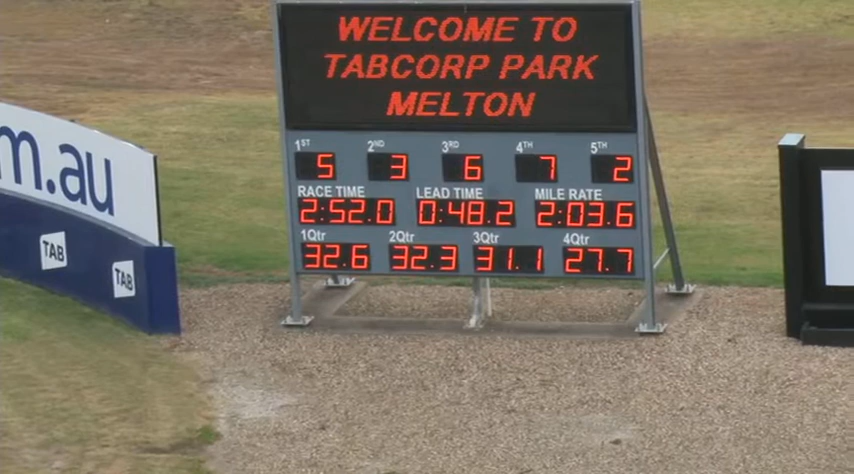 WELCOME TO
TABCORP PARK
MELTON
1ST 2ND 3RD 4TH 5TH
5 3 6 7 2
RACE TIME LEAD TIME MILE RATE
2:52.0 0:48.2 2:03.6
1Qtr 2Qtr 3Qtr 4Qtr
32.6 32.3 31.1 27.7
m.au
TAB
TAB